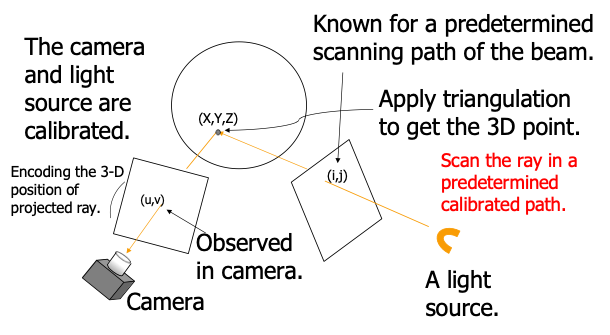 Known for a predetermined
scanning path of the beam.
The camera
and light
source are
calibrated.
(X,Y,Z)
Apply triangulation
to get the 3D point.
Scan the ray in a
predetermined
calibrated path.
Encoding the 3-D
position of
projected ray.
(i,j)
(u,v)
Observed
in camera.
Camera
A light
source.